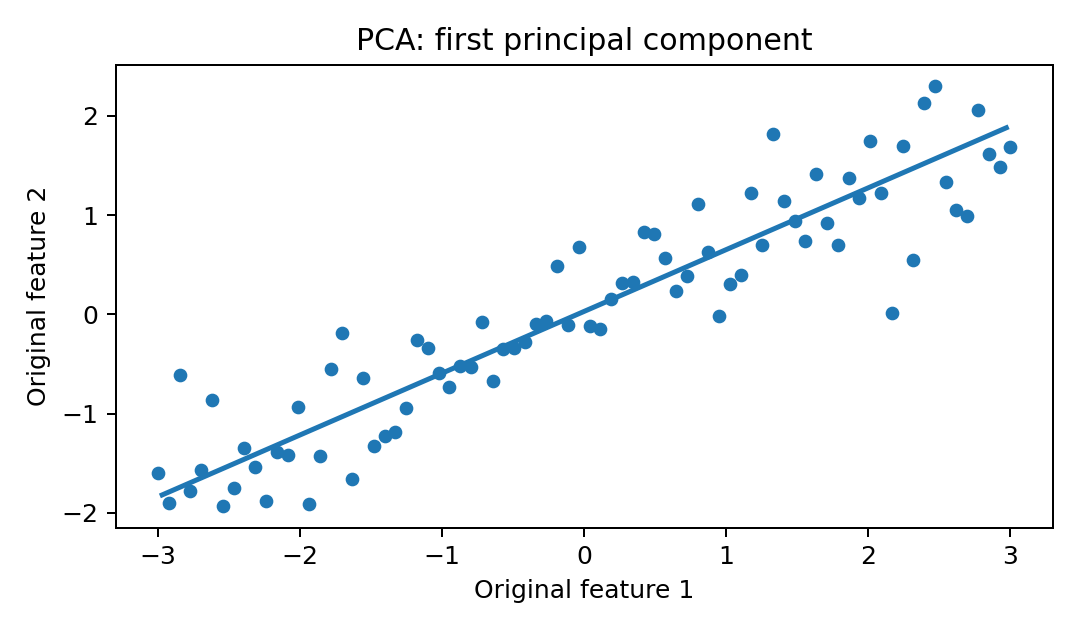 PCA: first principal component
Original feature 2
2
1
0
−1
−2
−3 −2 −1 0 1 2 3
Original feature 1